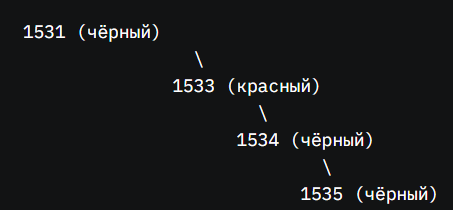 1531 (чёрный)
\
1533 (красный)
\
1534 (чёрный)
\
1535 (чёрный)